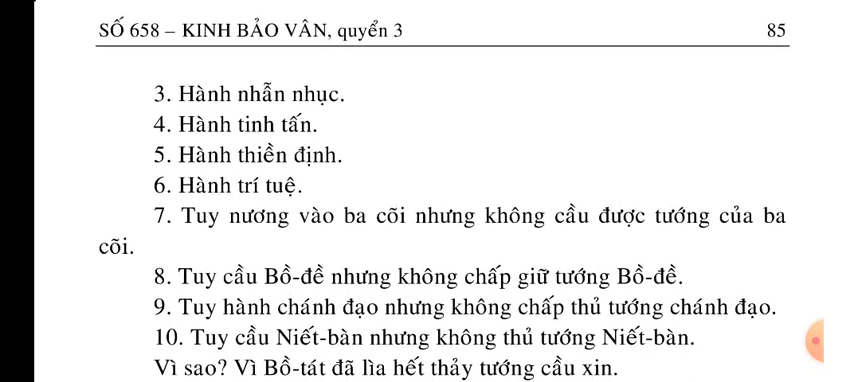 SỐ 658 – KINH BẢO VÂN, quyển 3 85
3. Hành nhẫn nhục.
4. Hành tinh tấn.
5. Hành thiền định.
6. Hành trí tuệ.
7. Tuy nương vào ba cõi nhưng không cầu được tướng của ba
cõi.
8. Tuy cầu Bồ-đề nhưng không chấp giữ tướng Bồ-đề.
9. Tuy hành chánh đạo nhưng không chấp thủ tướng chánh đạo.
10. Tuy cầu Niết-bàn nhưng không thủ tướng Niết-bàn.
Vì sao? Vì Bồ-tát đã lìa hết thảy tướng cầu xin.